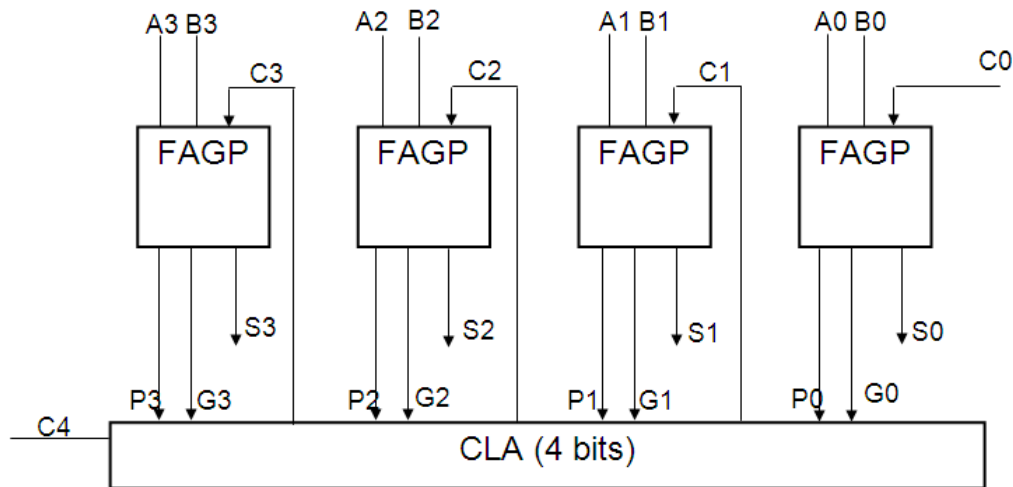 A3 B3 A2 B2 A1 B1 A0 B0
C3 C2 C1 C0
FAGP FAGP FAGP FAGP
S3 S2 S1 S0
P3 G3 P2 G2 P1 G1 P0 G0
C4
CLA (4 bits)